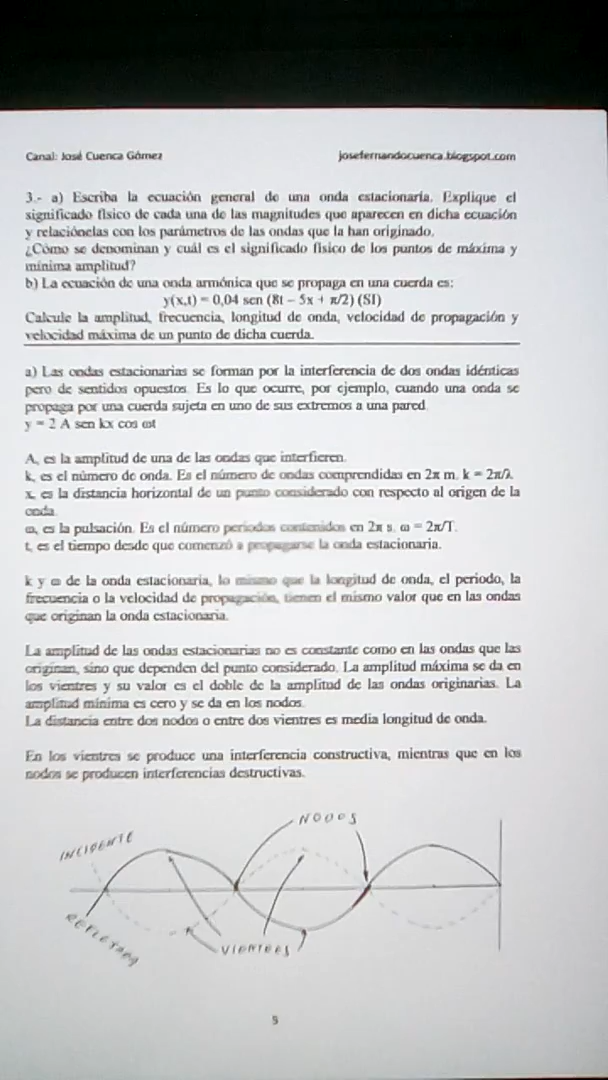 Canal: José Cuenca Gómez
josefernandocuenca.blogspot.com
3.- a) Escriba la ecuación general de una onda estacionaria. Explique el
significado físico de cada una de las magnitudes que aparecen en dicha ecuación
y relaciónelas con los parámetros de las ondas que la han originado.
¿Cómo se denominan y cuál es el significado físico de los puntos de máxima y
mínima amplitud?
b) La ecuación de una onda armónica que se propaga en una cuerda es:
y(x,t) = 0,04 sen (8t – 5x + π/2) (SI)
Calcule la amplitud, frecuencia, longitud de onda, velocidad de propagación y
velocidad máxima de un punto de dicha cuerda.
a) Las ondas estacionarias se forman por la interferencia de dos ondas idénticas
pero de sentidos opuestos. Es lo que ocurre, por ejemplo, cuando una onda se
propaga por una cuerda sujeta en uno de sus extremos a una pared.
y = 2 A sen kx cos ωt
A, es la amplitud de una de las ondas que interfieren.
k, es el número de onda. Es el número de ondas comprendidas en 2π m. k = 2π/λ.
x, es la distancia horizontal de un punto considerado con respecto al origen de la
onda.
ω, es la pulsación. Es el número periodos contenidos en 2π s. ω = 2π/T.
t, es el tiempo desde que comenzó a propagarse la onda estacionaria.
k y ω de la onda estacionaria, lo mismo que la longitud de onda, el periodo, la
frecuencia o la velocidad de propagación, tienen el mismo valor que en las ondas
que originan la onda estacionaria.
La amplitud de las ondas estacionarias no es constante como en las ondas que las
originan, sino que dependen del punto considerado. La amplitud máxima se da en
los vientres y su valor es el doble de la amplitud de las ondas originarias. La
amplitud mínima es cero y se da en los nodos.
La distancia entre dos nodos o entre dos vientres es media longitud de onda.
En los vientres se produce una interferencia constructiva, mientras que en los
nodos se producen interferencias destructivas.
NODOS
INCIDENTE
REFLEJADA
VIENTRES
5